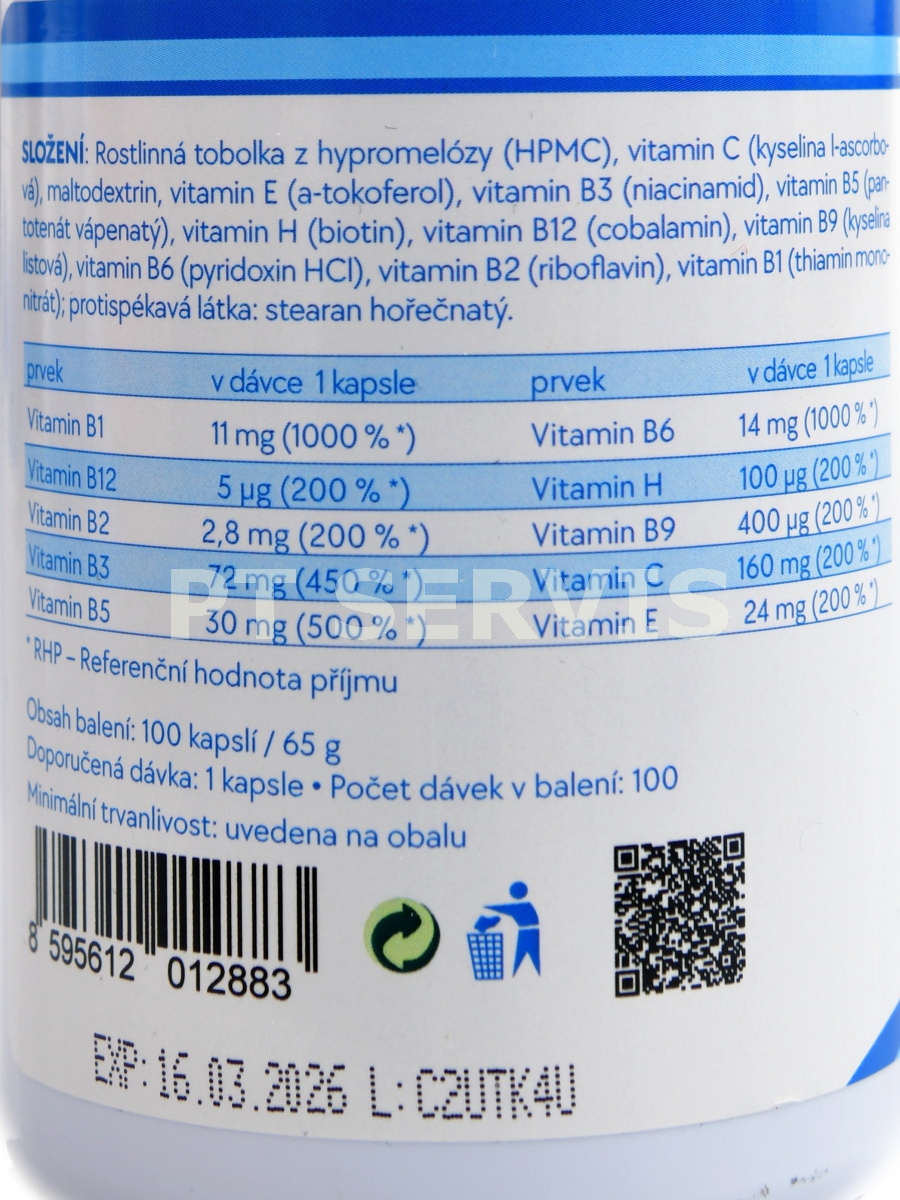 SLOŽENÍ: Rostlinná tobolka z hypromelózy (HPMC), vitamin C (kyselina l-ascorbo-
vá), maltodextrin, vitamin E (a-tokoferol), vitamin B3 (niacinamid), vitamin B5 (pan-
totenát vápenatý), vitamin H (biotin), vitamin B12 (cobalamin), vitamin B9 (kyselina
listová), vitamin B6 (pyridoxin HCl), vitamin B2 (riboflavin), vitamin B1 (thiamin mono-
nitrát); protispékavá látka: stearan hořečnatý.
prvek v dávce 1 kapsle prvek v dávce 1 kapsle
Vitamin B1 11 mg (1000 % *) Vitamin B6 14 mg (1000 % *)
Vitamin B12 5 µg (200 % *) Vitamin H 100 µg (200 % *)
Vitamin B2 2,8 mg (200 % *) Vitamin B9 400 µg (200 % *)
Vitamin B3 72 mg (450 % *) Vitamin C 160 mg (200 % *)
Vitamin B5 30 mg (500 % *) Vitamin E 24 mg (200 % *)
PT SERVIS
* RHP – Referenční hodnota příjmu
Obsah balení: 100 kapslí / 65 g
Doporučená dávka: 1 kapsle • Počet dávek v balení: 100
Minimální trvanlivost: uvedena na obalu
8 595612 012883
EXP: 16.03.2026 L: C2UTK4U